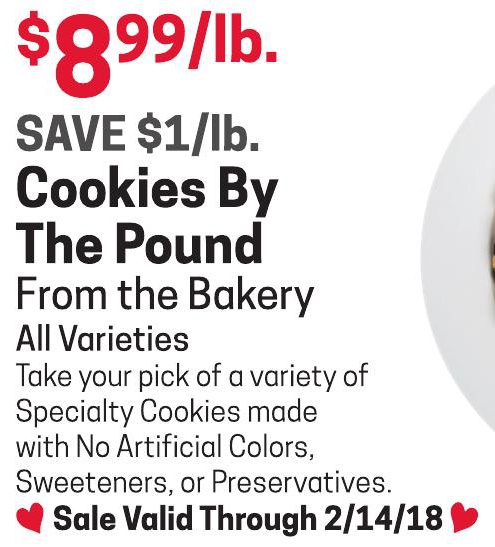 $8.99/lb.
SAVE $1/lb.
Cookies By
The Pound
From the Bakery
All Varieties
Take your pick of a variety of
Specialty Cookies made
with No Artificial Colors,
Sweeteners, or Preservatives.
Sale Valid Through 2/14/18